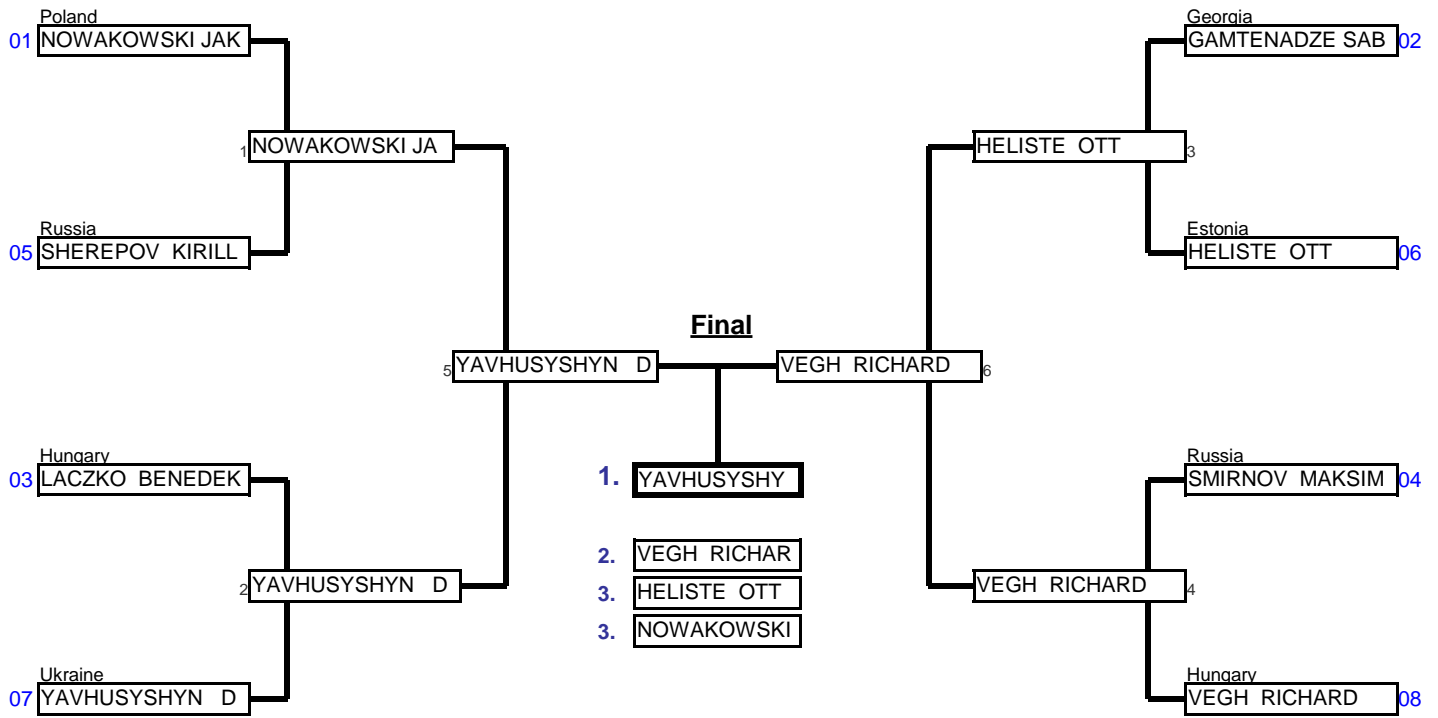 Poland
01 NOWAKOWSKI JAK
Georgia
GAMTENADZE SAB 02
1 NOWAKOWSKI JA
HELISTE OTT 3
Russia
05 SHEREPOV KIRILL
Estonia
HELISTE OTT 06
Final
5 YAVHUSYSHYN D
VEGH RICHARD 6
Hungary
03 LACZKO BENEDEK
1. YAVHUSYSHY
Russia
SMIRNOV MAKSIM 04
2. VEGH RICHAR
2 YAVHUSYSHYN D
3. HELISTE OTT
VEGH RICHARD 4
3. NOWAKOWSKI
Ukraine
07 YAVHUSYSHYN D
Hungary
VEGH RICHARD 08